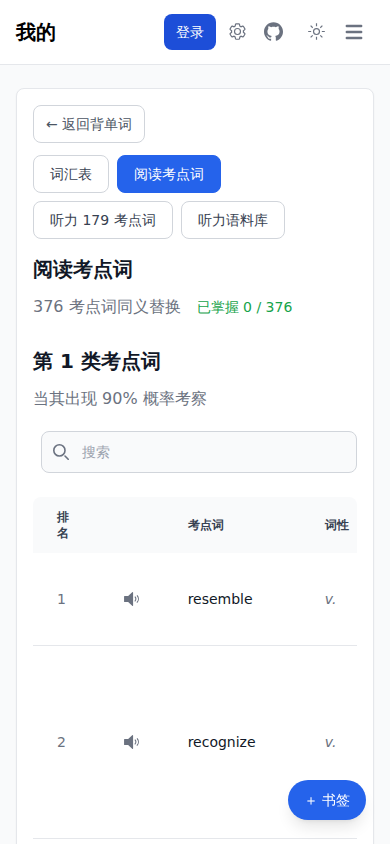 我的
登录
← 返回背单词
词汇表
阅读考点词
听力 179 考点词
听力语料库
阅读考点词
376 考点词同义替换
已掌握 0 / 376
第 1 类考点词
当其出现 90% 概率考察
搜索
排名
考点词
词性
1
resemble
v.
2
recognize
v.
+ 书签